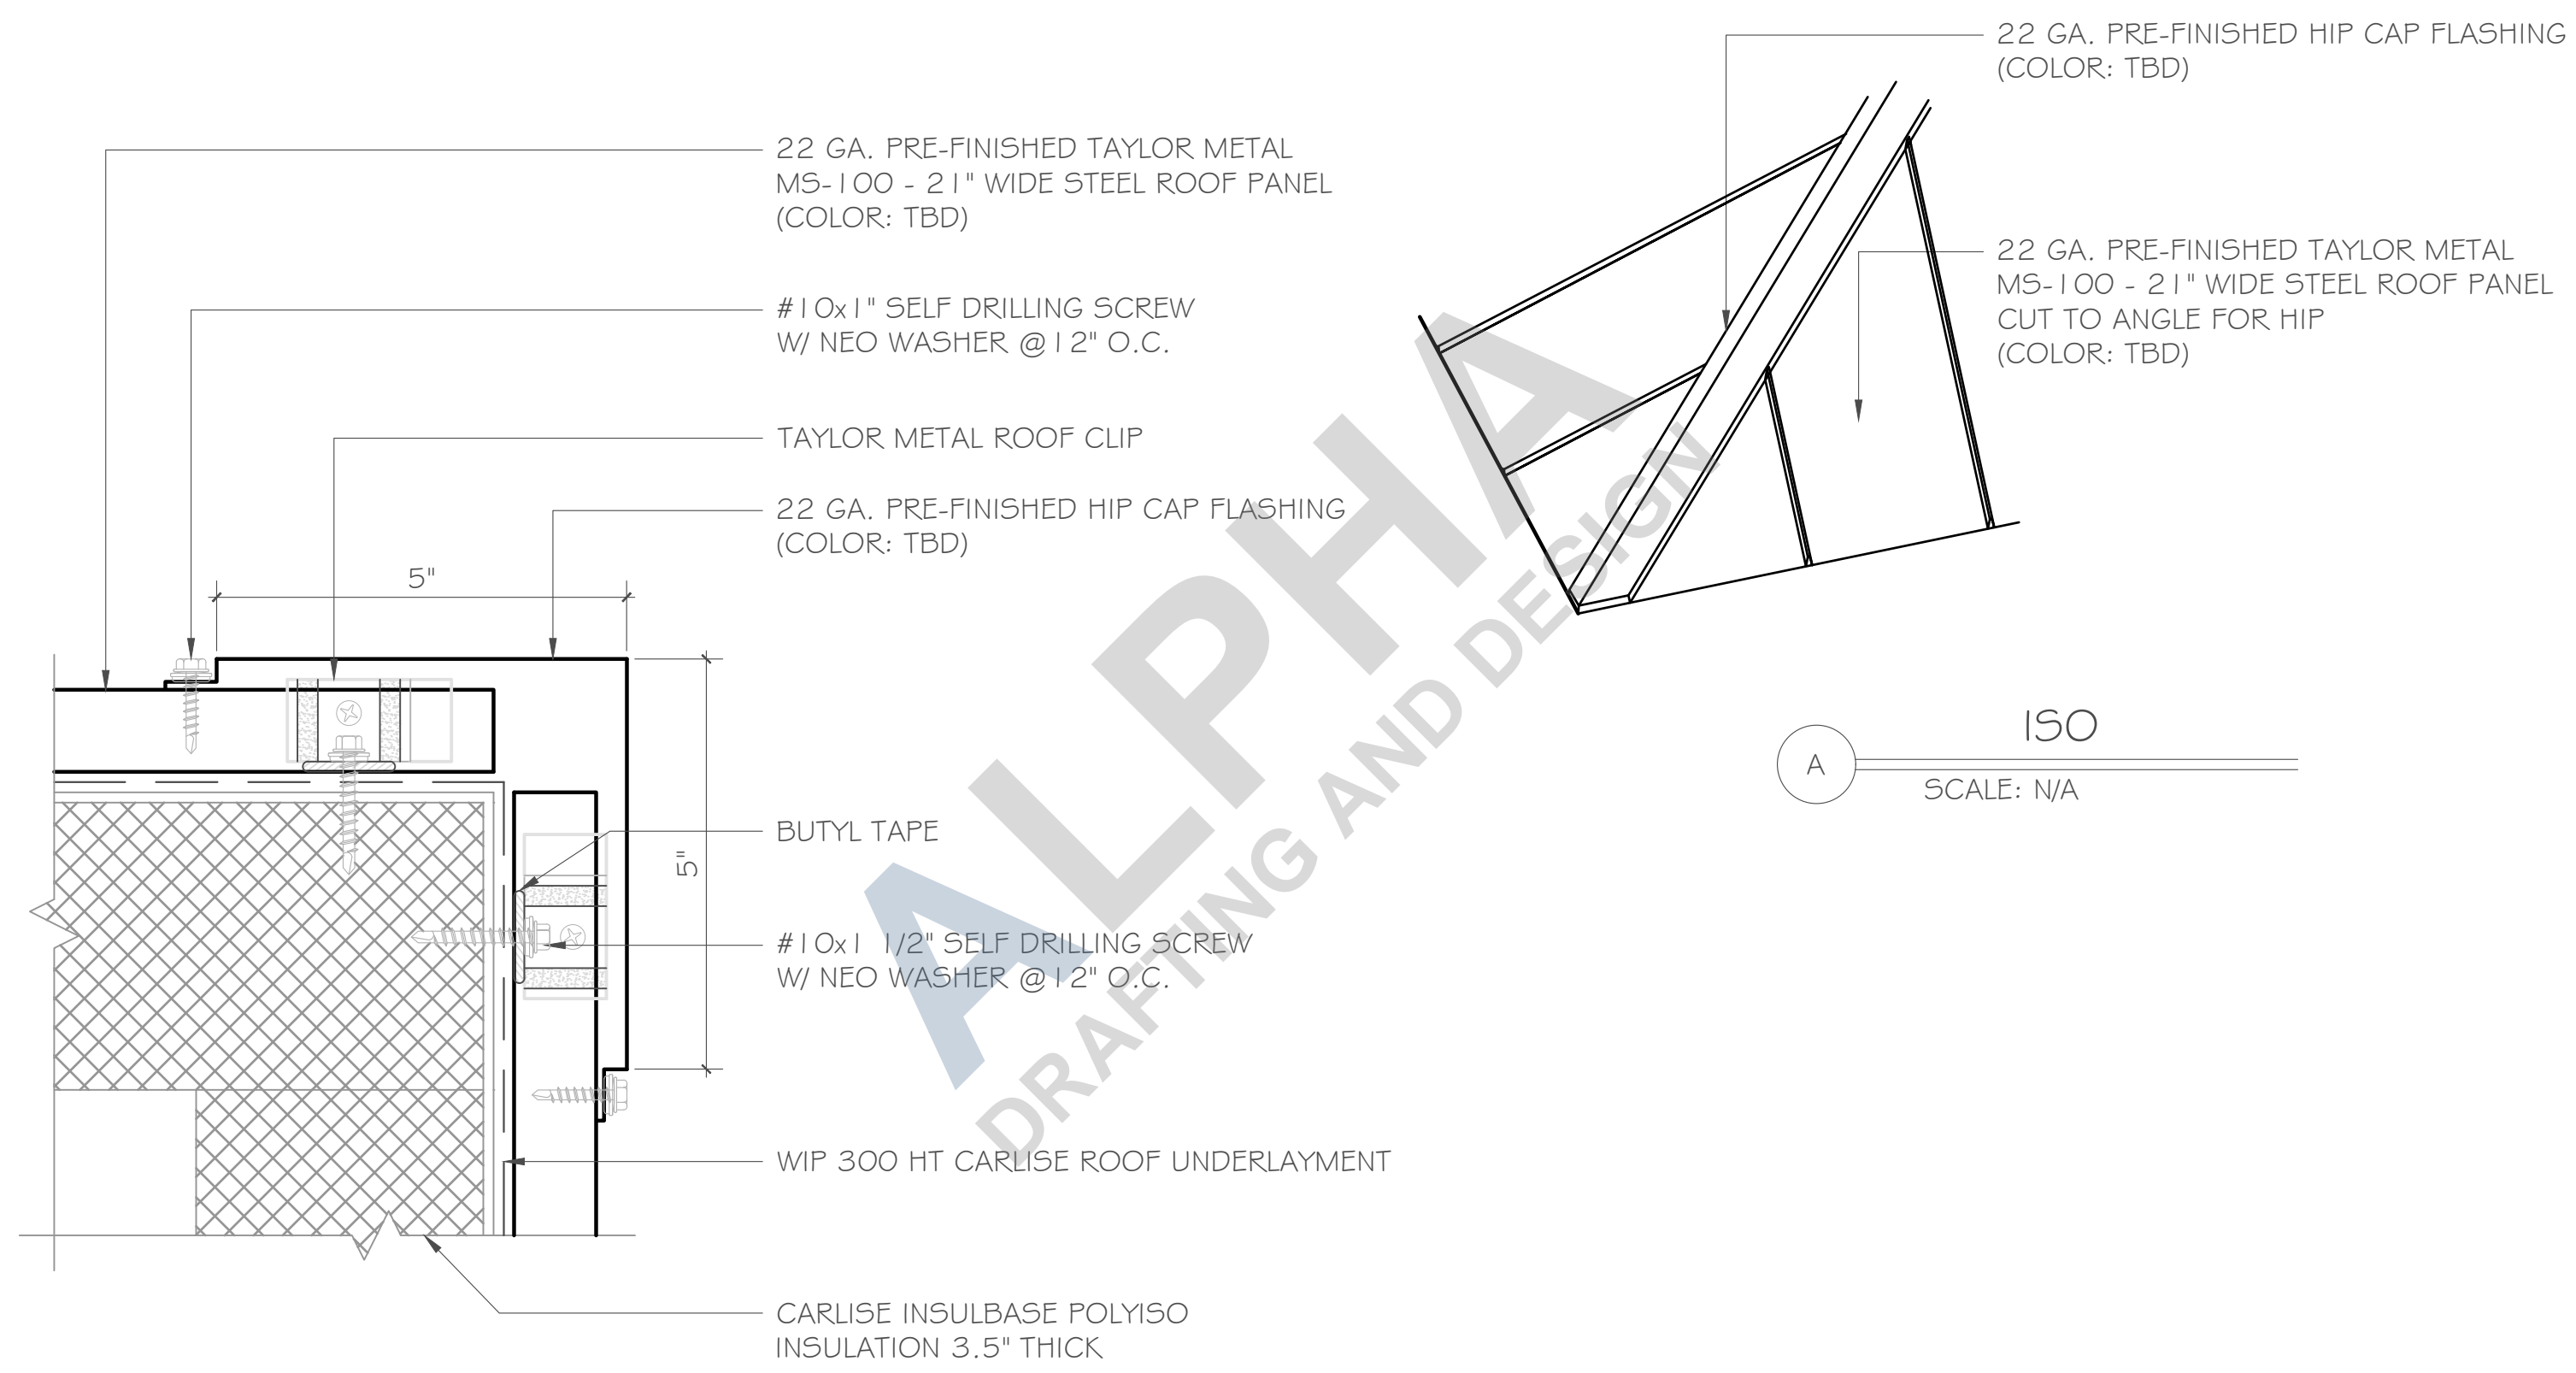 22 GA. PRE-FINISHED TAYLOR METAL
MS-100 - 21" WIDE STEEL ROOF PANEL
(COLOR: TBD)
#10x1" SELF DRILLING SCREW
W/ NEO WASHER @12" O.C.
TAYLOR METAL ROOF CLIP
22 GA. PRE-FINISHED HIP CAP FLASHING
(COLOR: TBD)
5"
5"
BUTYL TAPE
#10x1 1/2" SELF DRILLING SCREW
W/ NEO WASHER @12" O.C.
WIP 300 HT CARLISE ROOF UNDERLAYMENT
CARLISE INSULBASE POLYISO
INSULATION 3.5" THICK
22 GA. PRE-FINISHED HIP CAP FLASHING
(COLOR: TBD)
22 GA. PRE-FINISHED TAYLOR METAL
MS-100 - 21" WIDE STEEL ROOF PANEL
CUT TO ANGLE FOR HIP
(COLOR: TBD)
A
ISO
SCALE: N/A
ALPHA
DRAFTING AND DESIGN